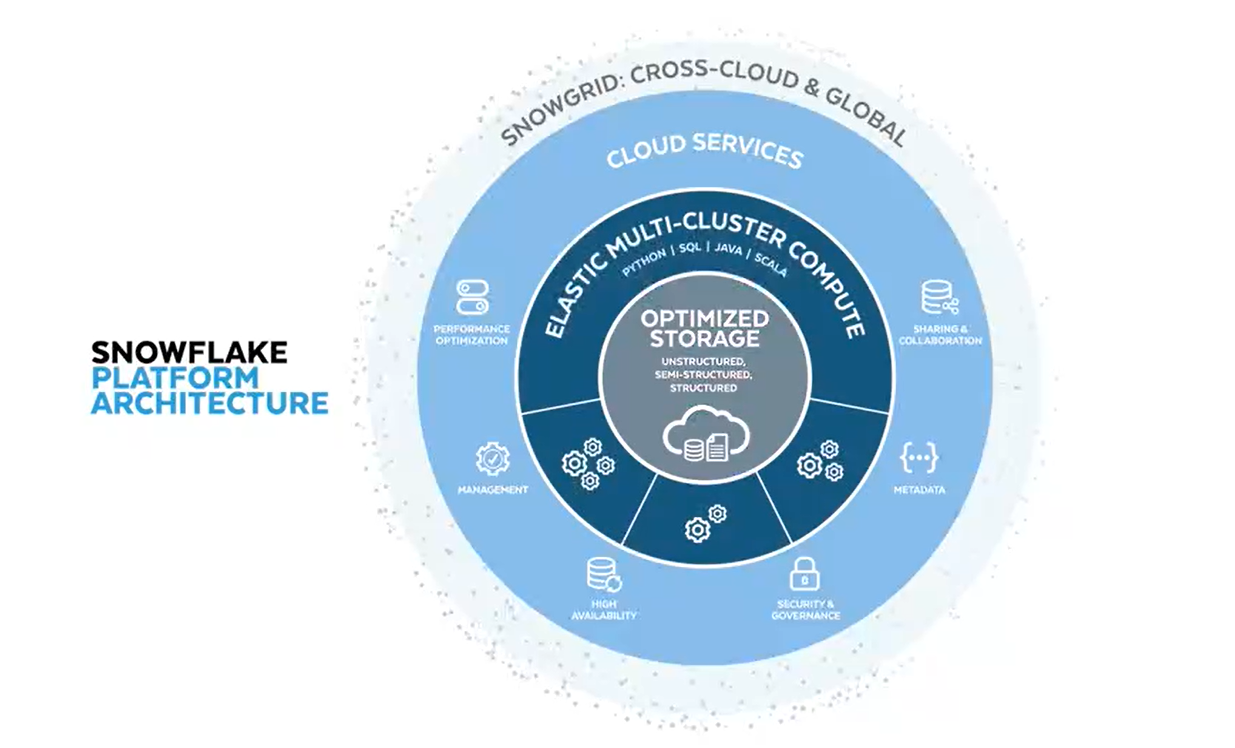 SNOWFLAKE
PLATFORM
ARCHITECTURE
SNOWGRID: CROSS-CLOUD & GLOBAL
CLOUD SERVICES
ELASTIC MULTI-CLUSTER COMPUTE
PYTHON | SQL | JAVA | SCALA
OPTIMIZED
STORAGE
UNSTRUCTURED,
SEMI-STRUCTURED,
STRUCTURED
PERFORMANCE
OPTIMIZATION
SHARING &
COLLABORATION
MANAGEMENT
METADATA
HIGH
AVAILABILITY
SECURITY &
GOVERNANCE